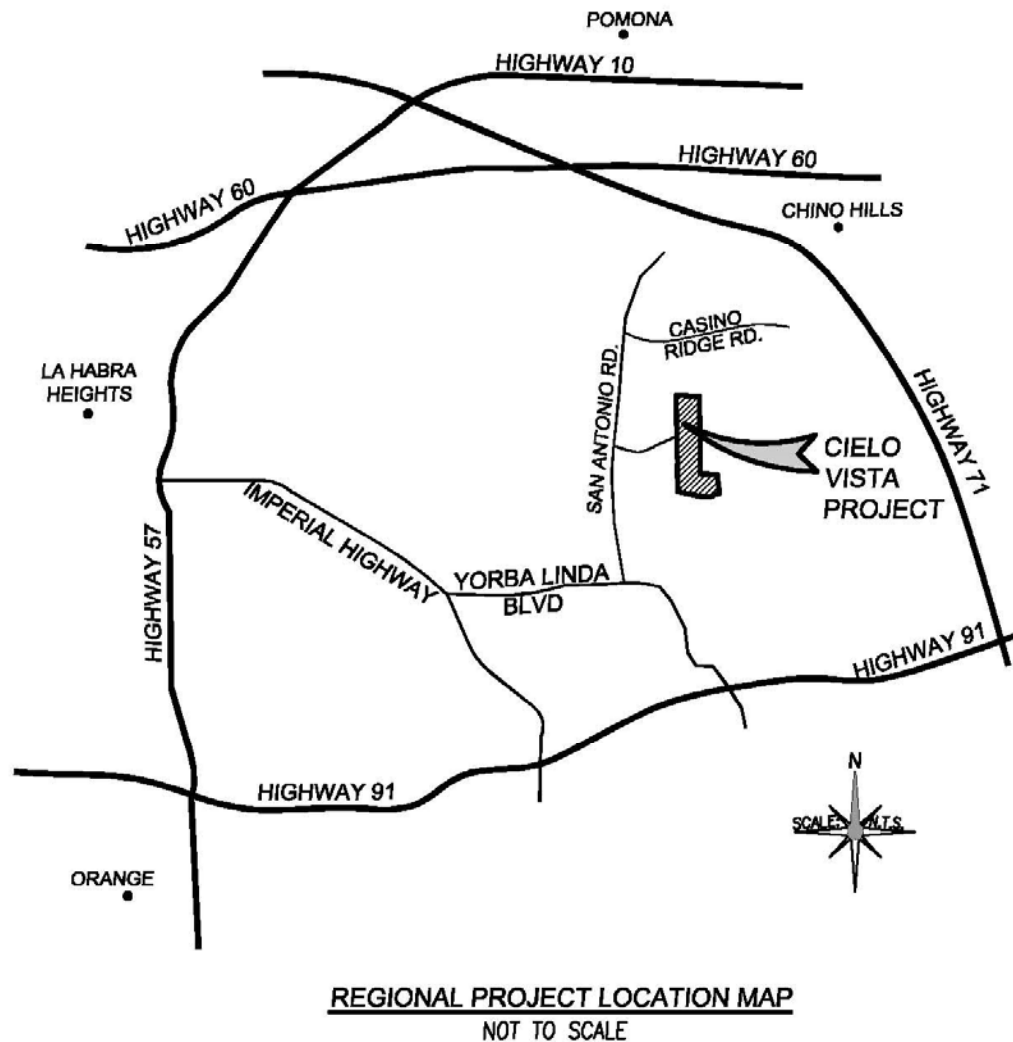 POMONA
HIGHWAY 10
HIGHWAY 60
HIGHWAY 60
CHINO HILLS
CASINO
RIDGE RD.
LA HABRA
HEIGHTS
SAN ANTONIO RD.
HIGHWAY 71
CIELO
VISTA
PROJECT
IMPERIAL HIGHWAY
YORBA LINDA
BLVD
HIGHWAY 57
HIGHWAY 91
HIGHWAY 91
N
SCALE: N.T.S.
ORANGE
REGIONAL PROJECT LOCATION MAP
NOT TO SCALE